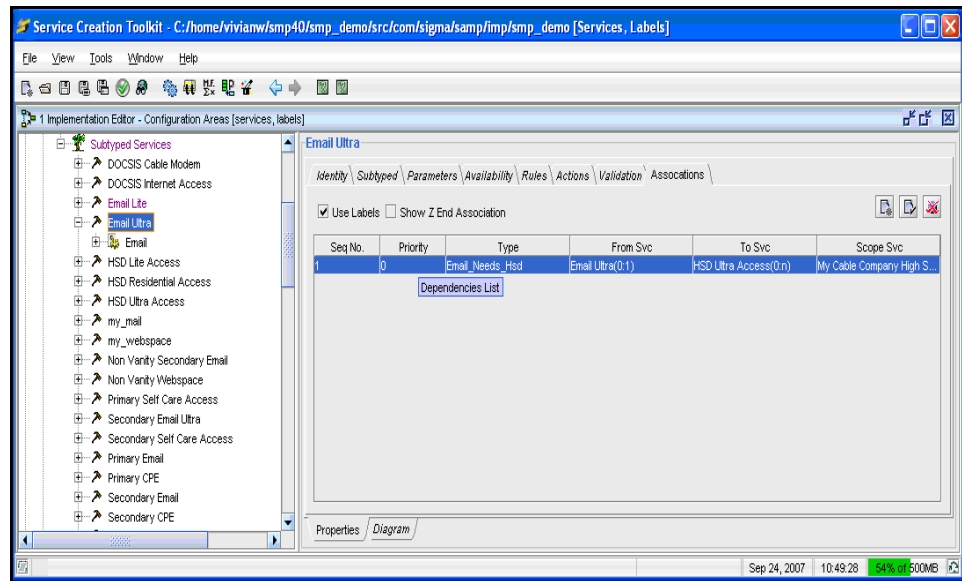 Service Creation Toolkit - C:/home/vivianw/smp40/smp_demo/src/com/sigma/samp/imp/smp_demo [Services, Labels]
File View Tools Window Help
1 Implementation Editor - Configuration Areas [services, labels]
Subtyped Services
DOCSIS Cable Modem
DOCSIS Internet Access
Email Lite
Email Ultra
Email
HSD Lite Access
HSD Residential Access
HSD Ultra Access
my_mail
my_webspace
Non Vanity Secondary Email
Non Vanity Webspace
Primary Self Care Access
Secondary Email Ultra
Secondary Self Care Access
Primary Email
Primary CPE
Secondary Email
Secondary CPE
Email Ultra
Identity Subtyped Parameters Availability Rules Actions Validation Assocations
Use Labels Show Z End Association
Seq No. Priority Type From Svc To Svc Scope Svc
1 0 Email_Needs_Hsd Email Ultra(0:1) HSD Ultra Access(0:n) My Cable Company High S...
Dependencies List
Properties Diagram
Sep 24, 2007 10:49:28 54% of 500MB